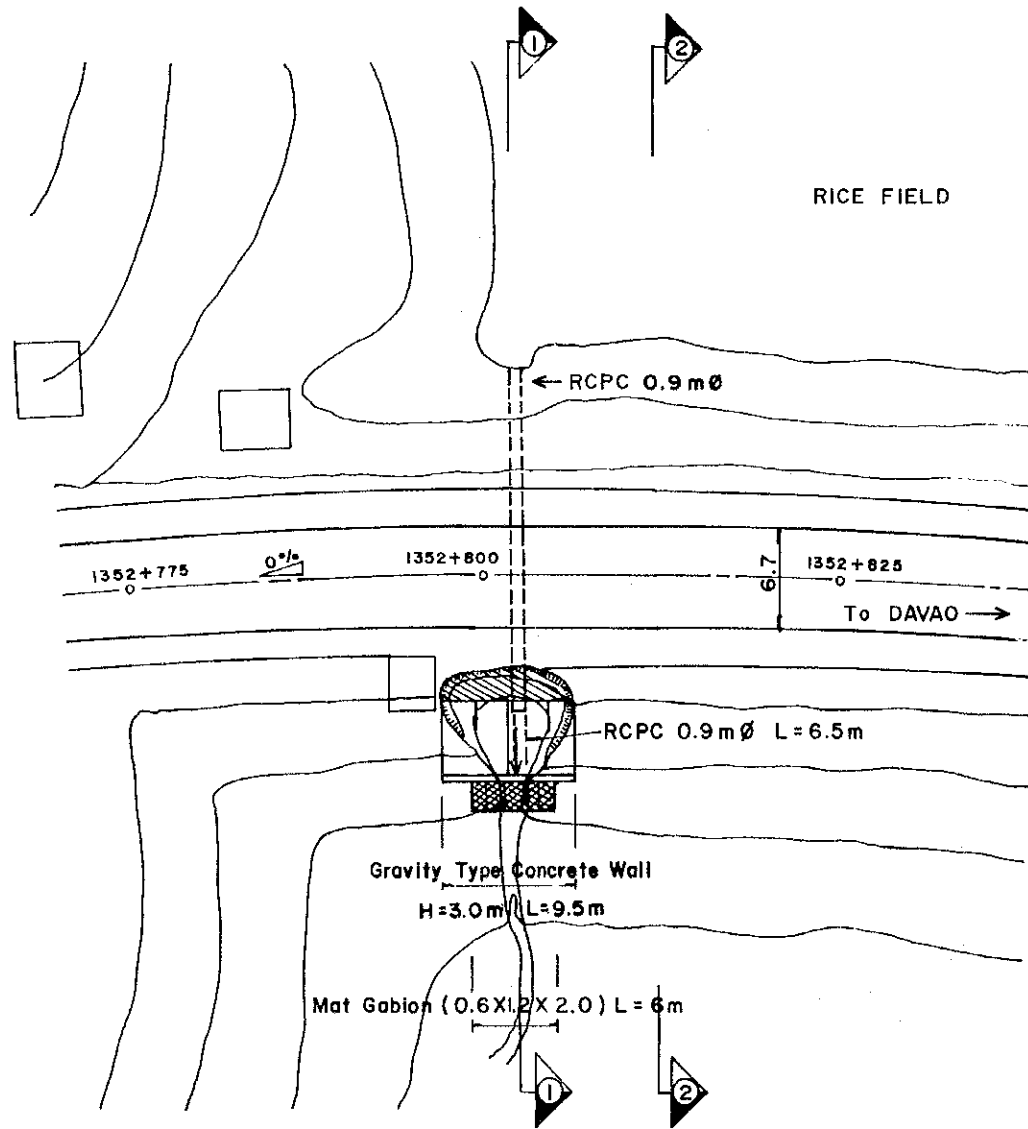 1
2
RICE FIELD
RCPC 0.9mØ
0%
1352+775
1352+800
6.7
1352+825
To DAVAO
RCPC 0.9mØ L=6.5m
Gravity Type Concrete Wall
H=3.0m L=9.5m
Mat Gabion (0.6X1.2X2.0) L=6m
1
2